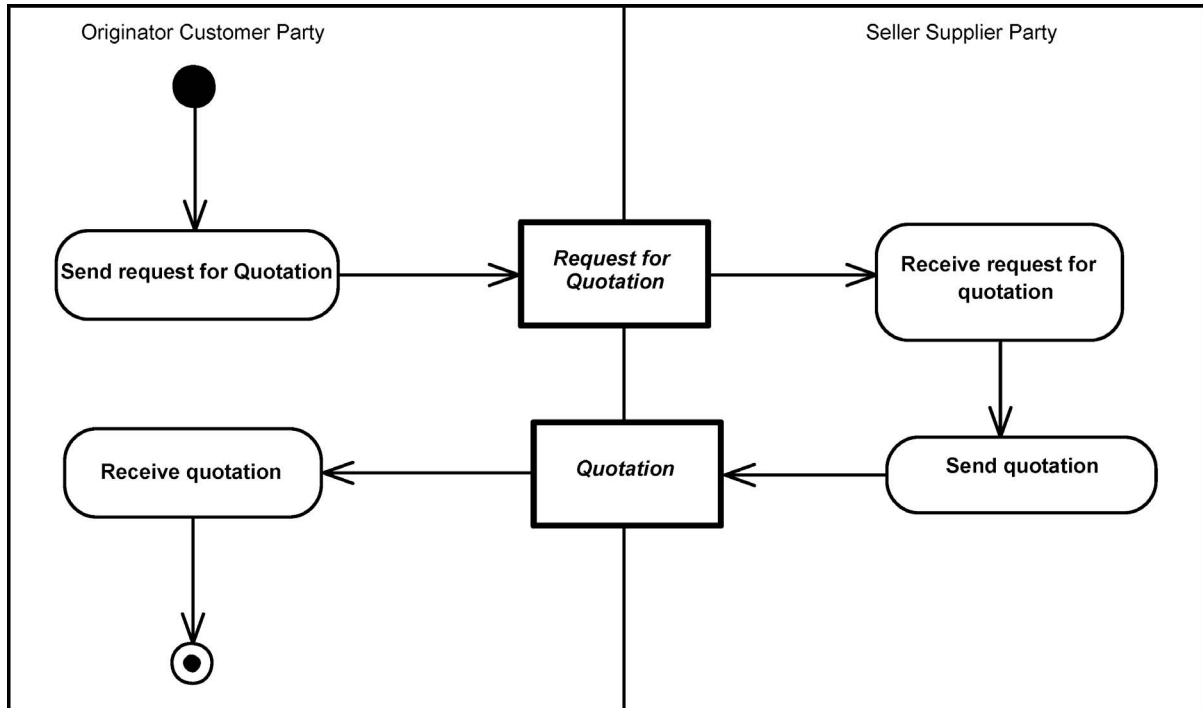 Originator Customer Party
Seller Supplier Party
Send request for Quotation
Request for
Quotation
Receive request for
quotation
Receive quotation
Quotation
Send quotation